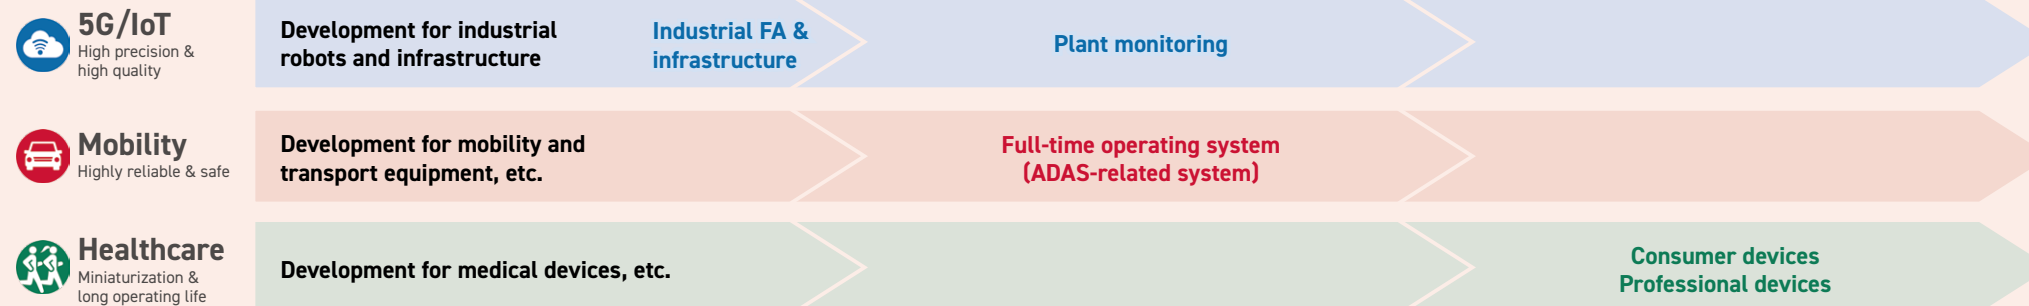 5G/IoT
High precision &
high quality
Development for industrial
robots and infrastructure
Industrial FA &
infrastructure
Plant monitoring
Mobility
Highly reliable & safe
Development for mobility and
transport equipment, etc.
Full-time operating system
(ADAS-related system)
Healthcare
Miniaturization &
long operating life
Development for medical devices, etc.
Consumer devices
Professional devices